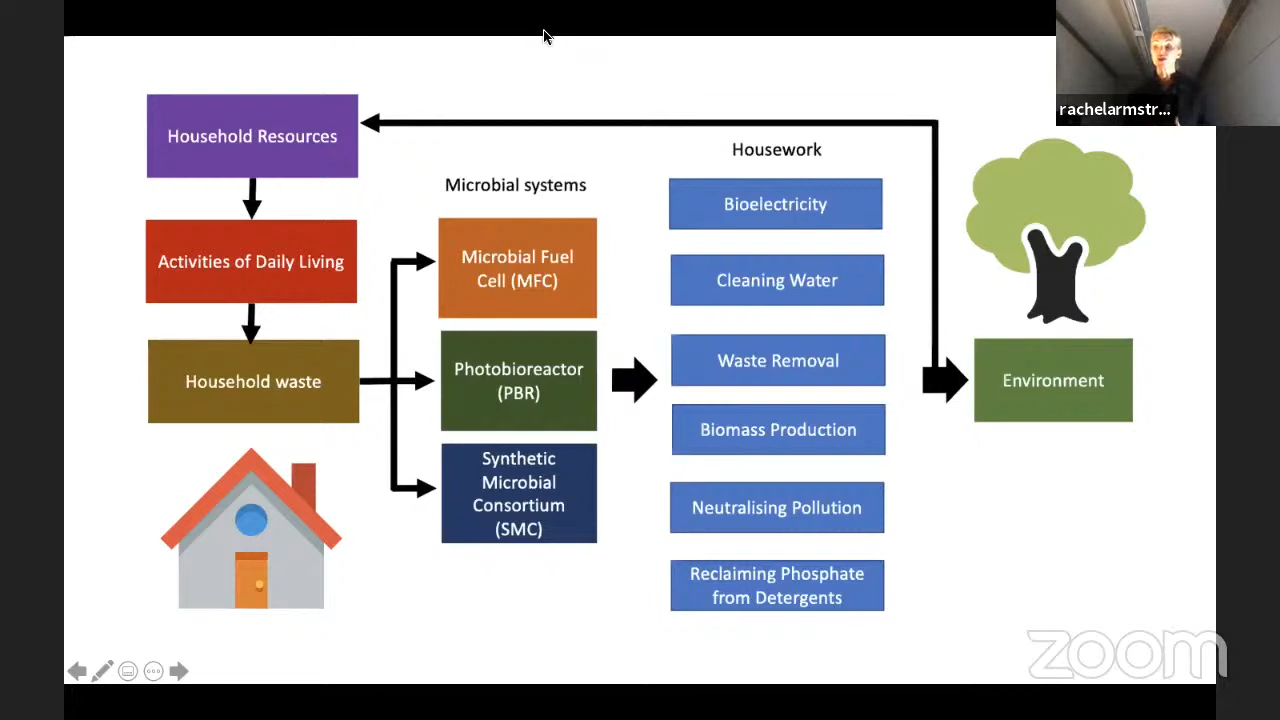 rachelarmstr...
Household Resources
Activities of Daily Living
Household waste
Microbial systems
Microbial Fuel
Cell (MFC)
Photobioreactor
(PBR)
Synthetic
Microbial
Consortium
(SMC)
Housework
Bioelectricity
Cleaning Water
Waste Removal
Biomass Production
Neutralising Pollution
Reclaiming Phosphate
from Detergents
Environment
zoom